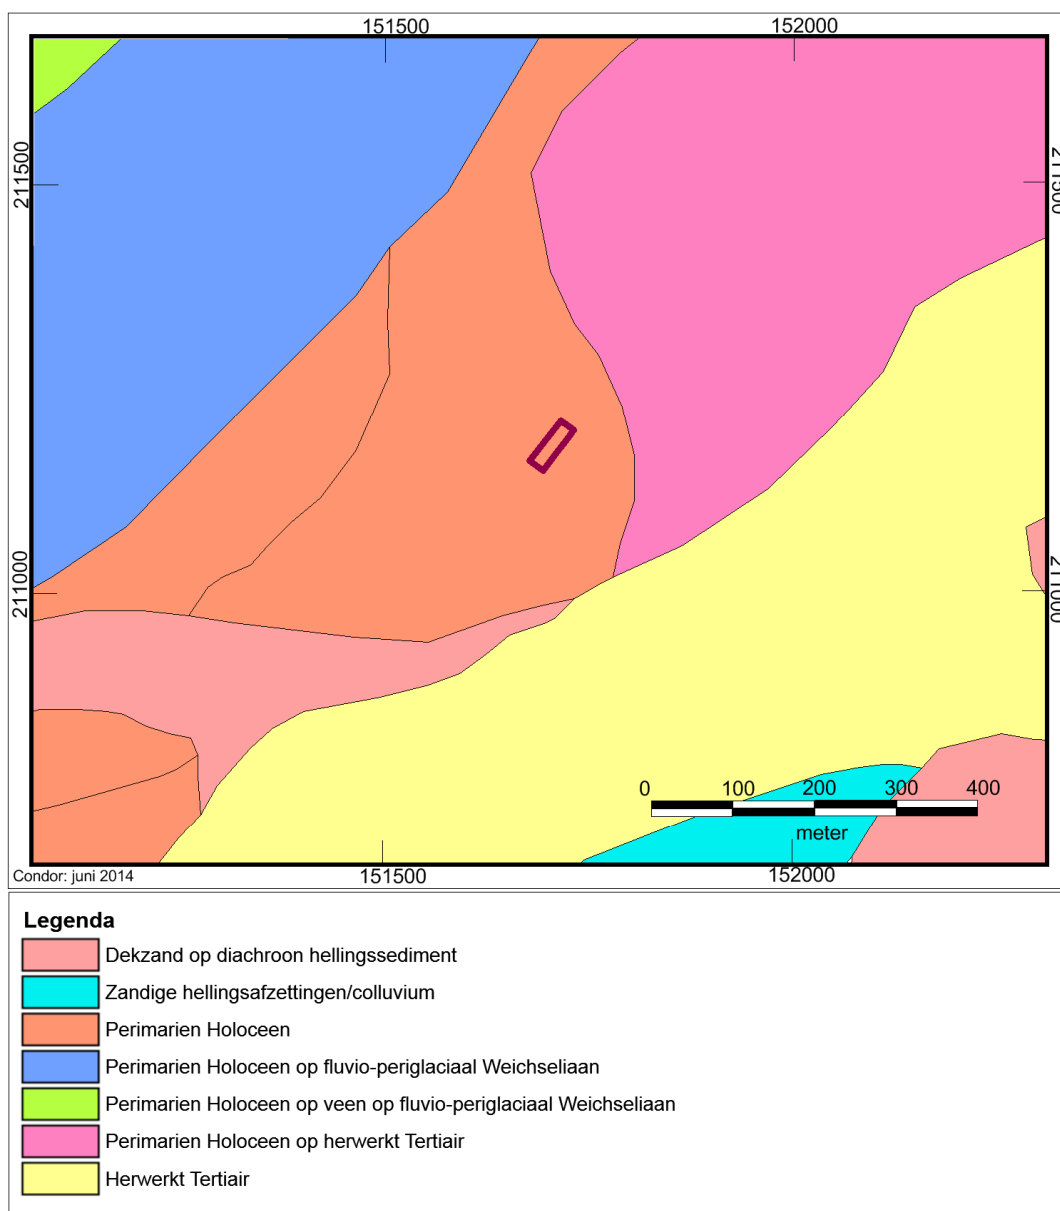 151500 152000
211500 211500
211000 211000
0 100 200 300 400
meter
Condor: juni 2014
151500 152000
Legenda
Dekzand op diachroon hellingssediment
Zandige hellingsafzettingen/colluvium
Perimarien Holoceen
Perimarien Holoceen op fluvio-periglaciaal Weichseliaan
Perimarien Holoceen op veen op fluvio-periglaciaal Weichseliaan
Perimarien Holoceen op herwerkt Tertiair
Herwerkt Tertiair